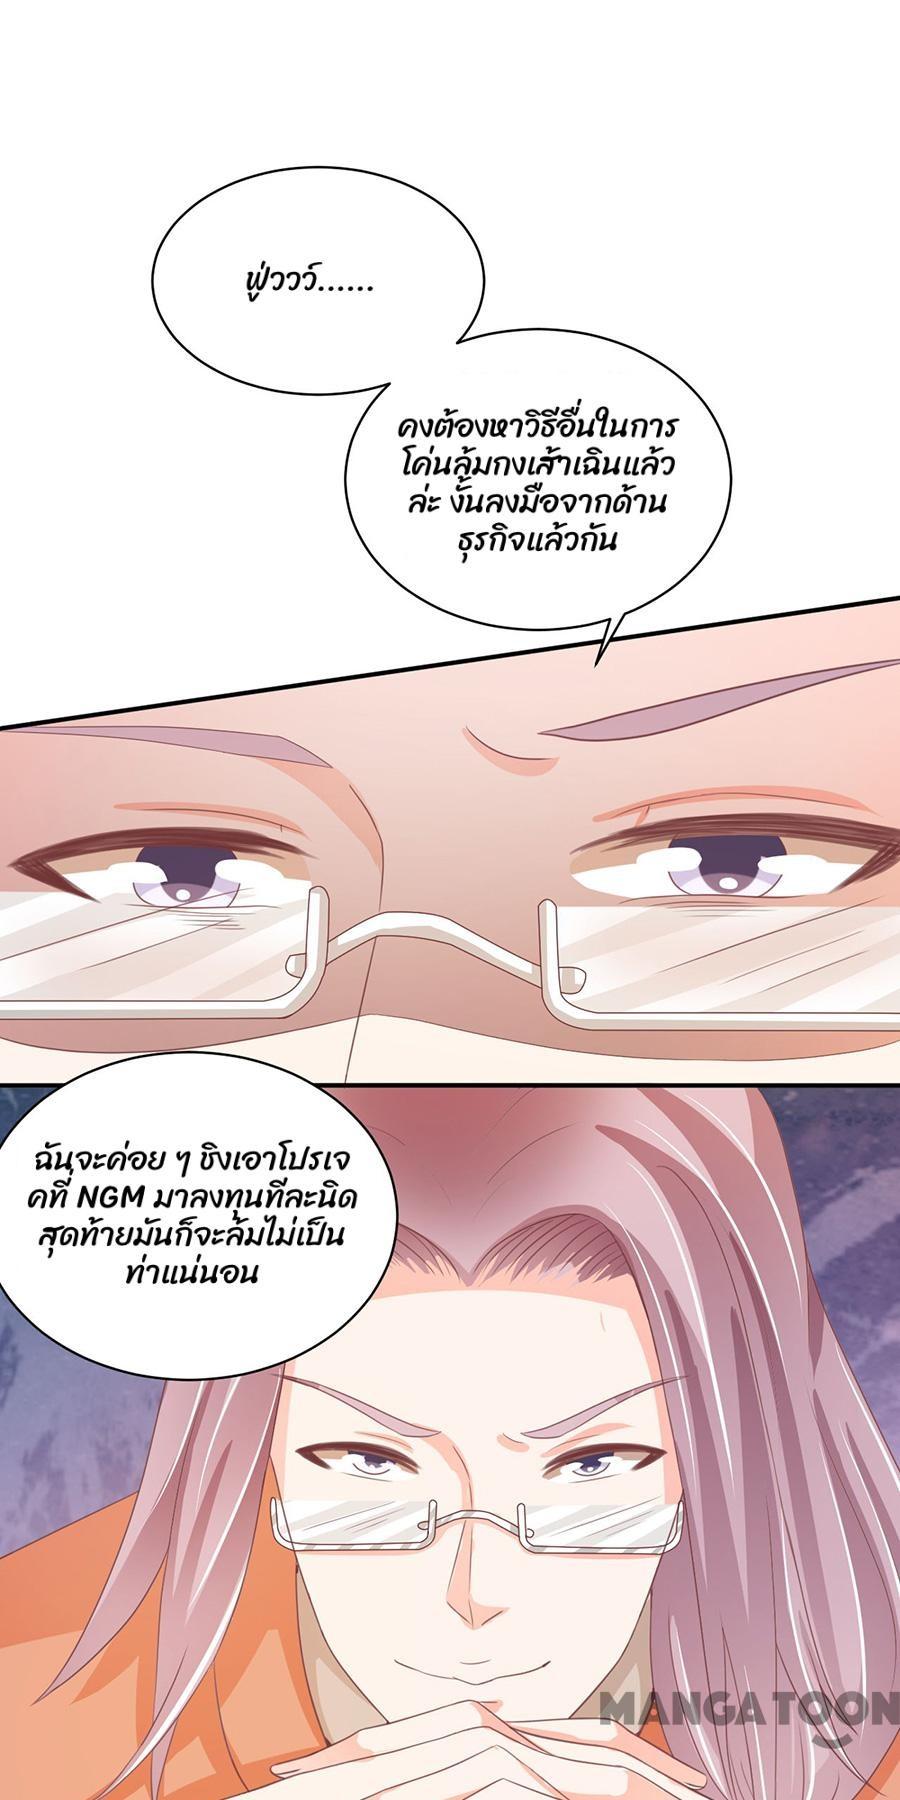 ฟู่ววว์......
คงต้องหาวิธีอื่นในการ
โค่นล้มกงเส้าเฉินแล้ว
ล่ะ งั้นลงมือจากด้าน
ธุรกิจแล้วกัน
ฉันจะค่อย ๆ ชิงเอาโปรเจ
คที่ NGM มาลงทุนทีละนิด
สุดท้ายมันก็จะล้มไม่เป็น
ท่าแน่นอน
MANGA TOON